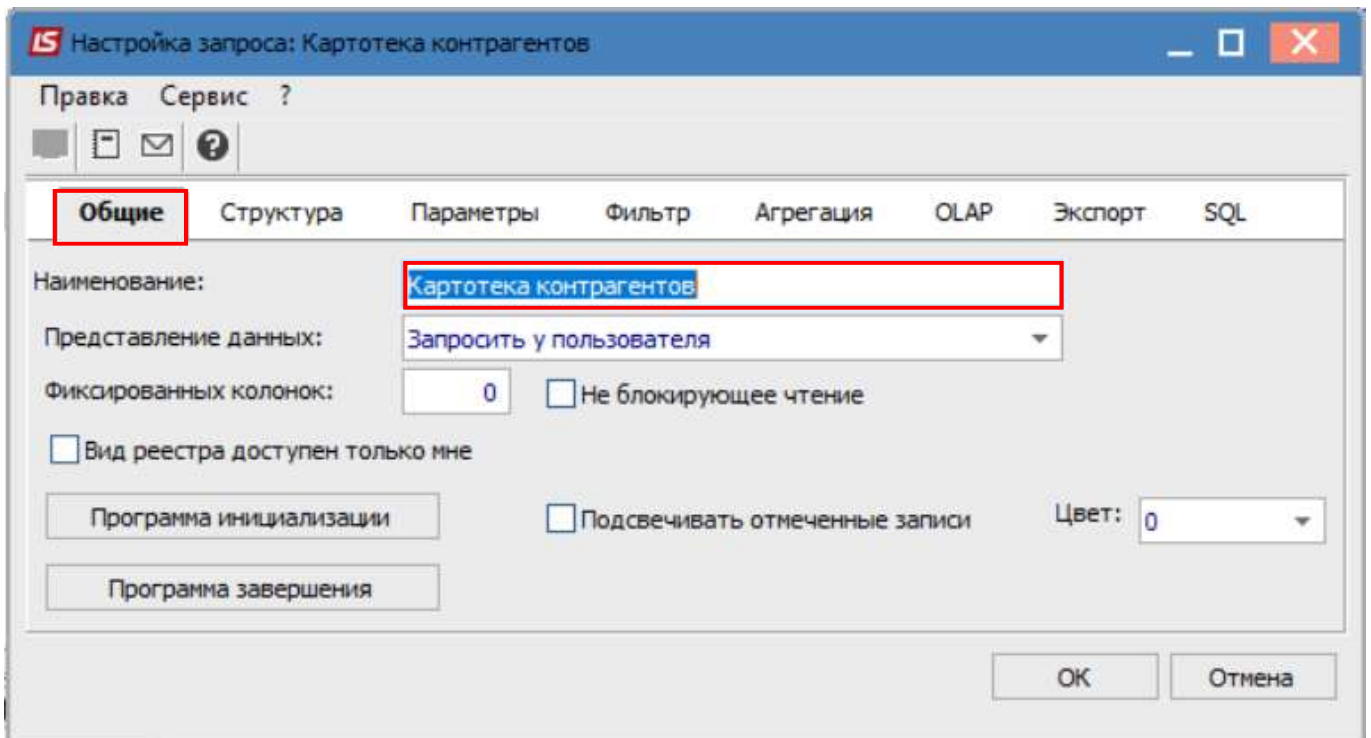 IS Настройка запроса: Картотека контрагентов
Правка Сервис ?
Общие Структура Параметры Фильтр Агрегация OLAP Экспорт SQL
Наименование: Картотека контрагентов
Представление данных: Запросить у пользователя
Фиксированных колонок: 0 Не блокирующее чтение
Вид реестра доступен только мне
Программа инициализации Подсвечивать отмеченные записи Цвет: 0
Программа завершения
OK Отмена